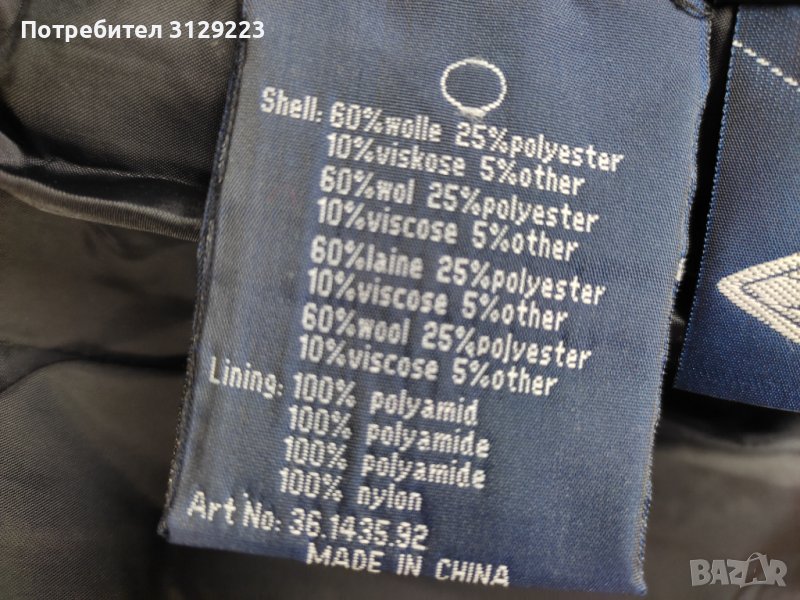 Потребител 3129223
Shell: 60%wolle 25%polyester
10%viskose 5%other
60%wol 25%polyester
10%viscose 5%other
60%laine 25%polyester
10%viscose 5%other
60%wool 25%polyester
10%viscose 5%other
Lining: 100% polyamid
100% polyamide
100% polyamide
100% nylon
Art No: 36.1435.92
MADE IN CHINA
BAZAR